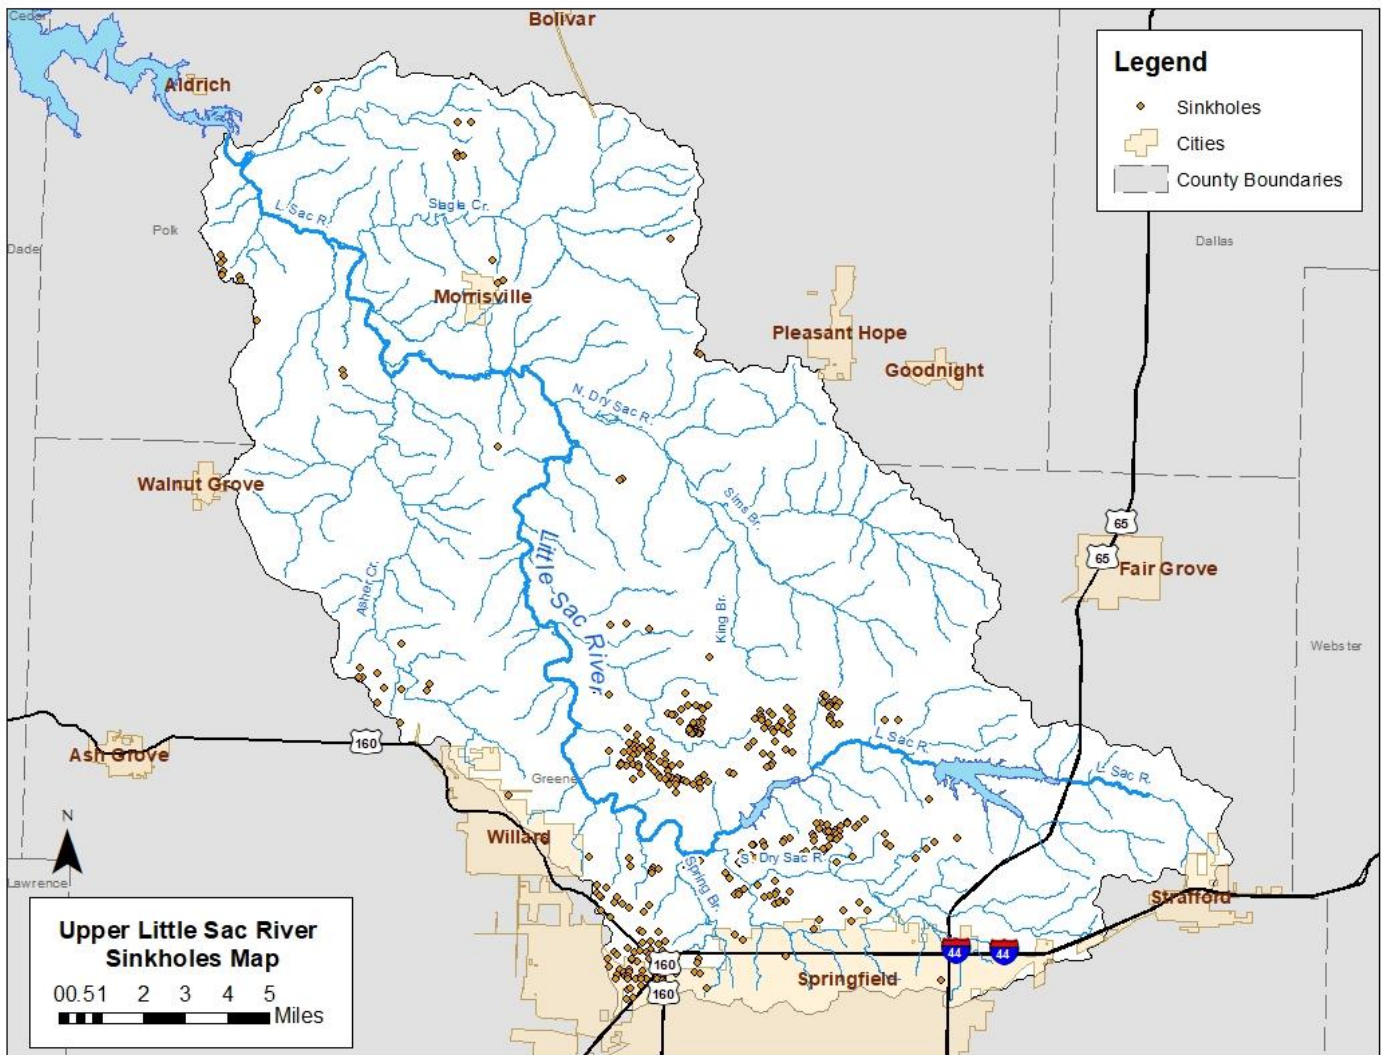 Cedar
Bolivar
Aldrich
Legend
Sinkholes
Cities
County Boundaries
L Sac R.
Slagle Cr.
Polk
Dade
Dallas
Morrisville
Pleasant Hope
Goodnight
N. Dry Sac R.
Walnut Grove
Sims Br.
65
65
Fair Grove
Little Sac River
Asher Cr.
King Br.
Webster
160
Ash Grove
L Sac R.
L. Sac R.
Greene
N
Willard
S. Dry Sac R.
Spring Br.
Lawrence
Strafford
Upper Little Sac River
Sinkholes Map
0 0.5 1 2 3 4 5
Miles
160
160
44
44
Springfield